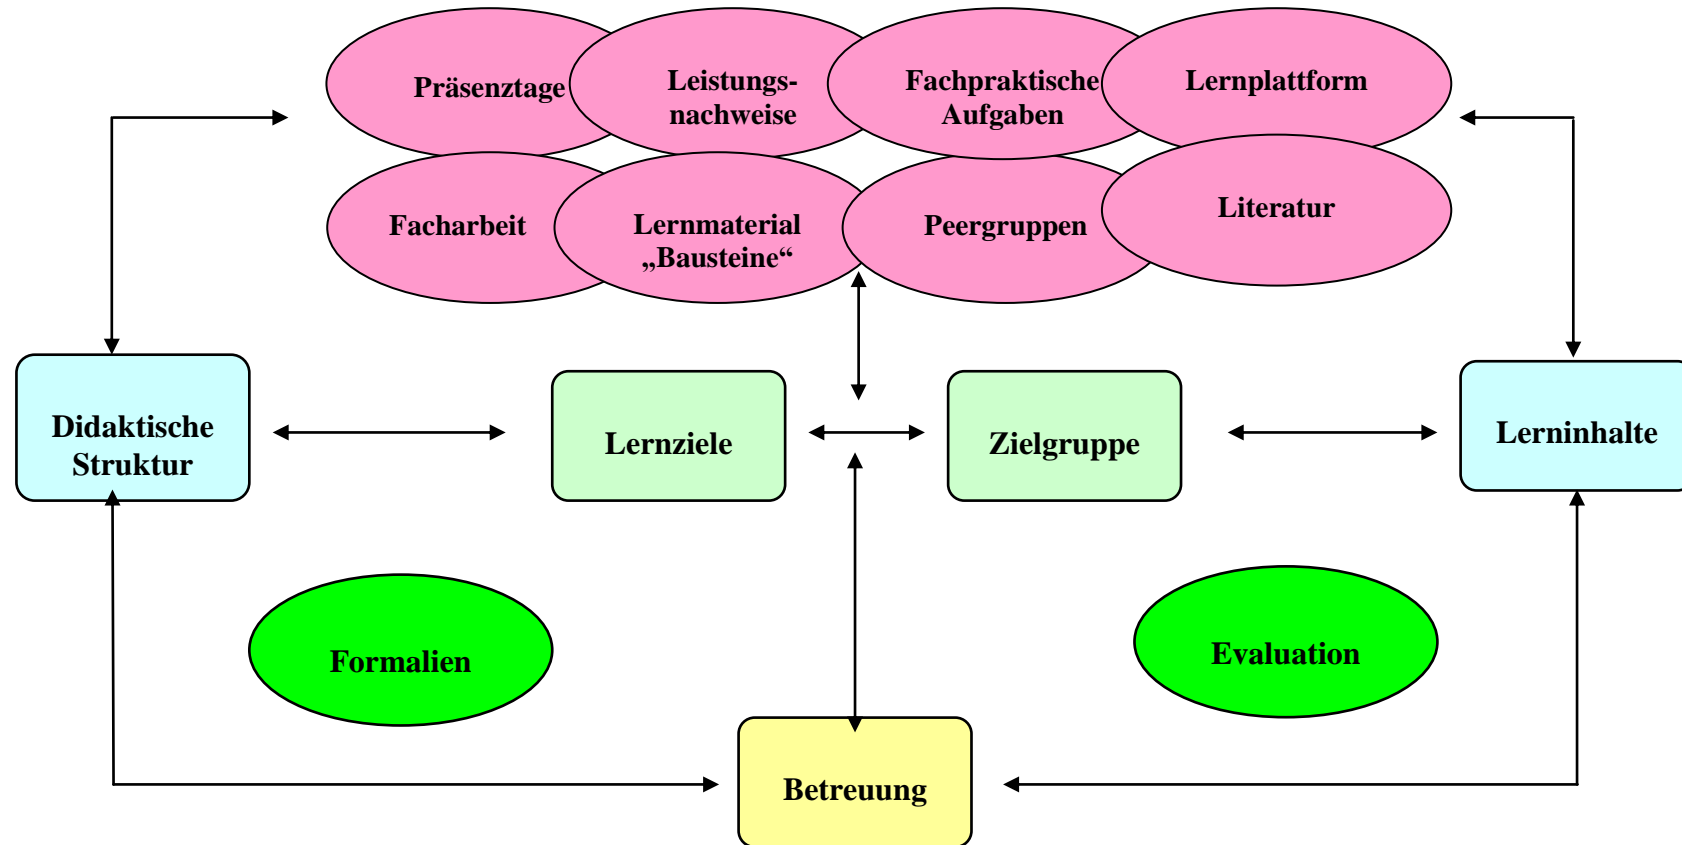 Präsenztage
Leistungs-
nachweise
Fachpraktische
Aufgaben
Lernplattform
Facharbeit
Lernmaterial
„Bausteine“
Peergruppen
Literatur
Didaktische
Struktur
Lernziele
Zielgruppe
Lerninhalte
Formalien
Evaluation
Betreuung